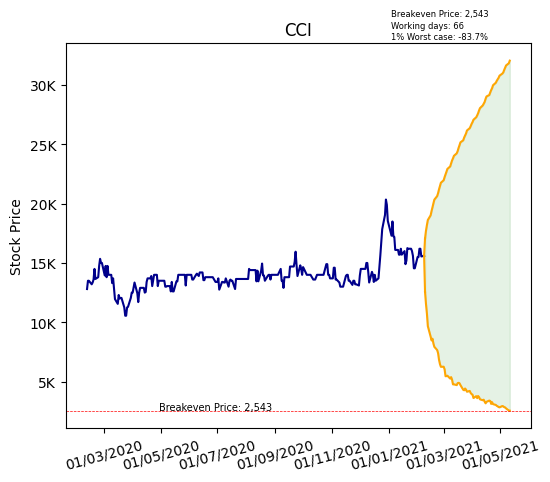 Breakeven Price: 2,543
Working days: 66
1% Worst case: -83.7%
CCI
Stock Price
30K
25K
20K
15K
10K
5K
Breakeven Price: 2,543
01/03/2020 01/05/2020 01/07/2020 01/09/2020 01/11/2020 01/01/2021 01/03/2021 01/05/2021